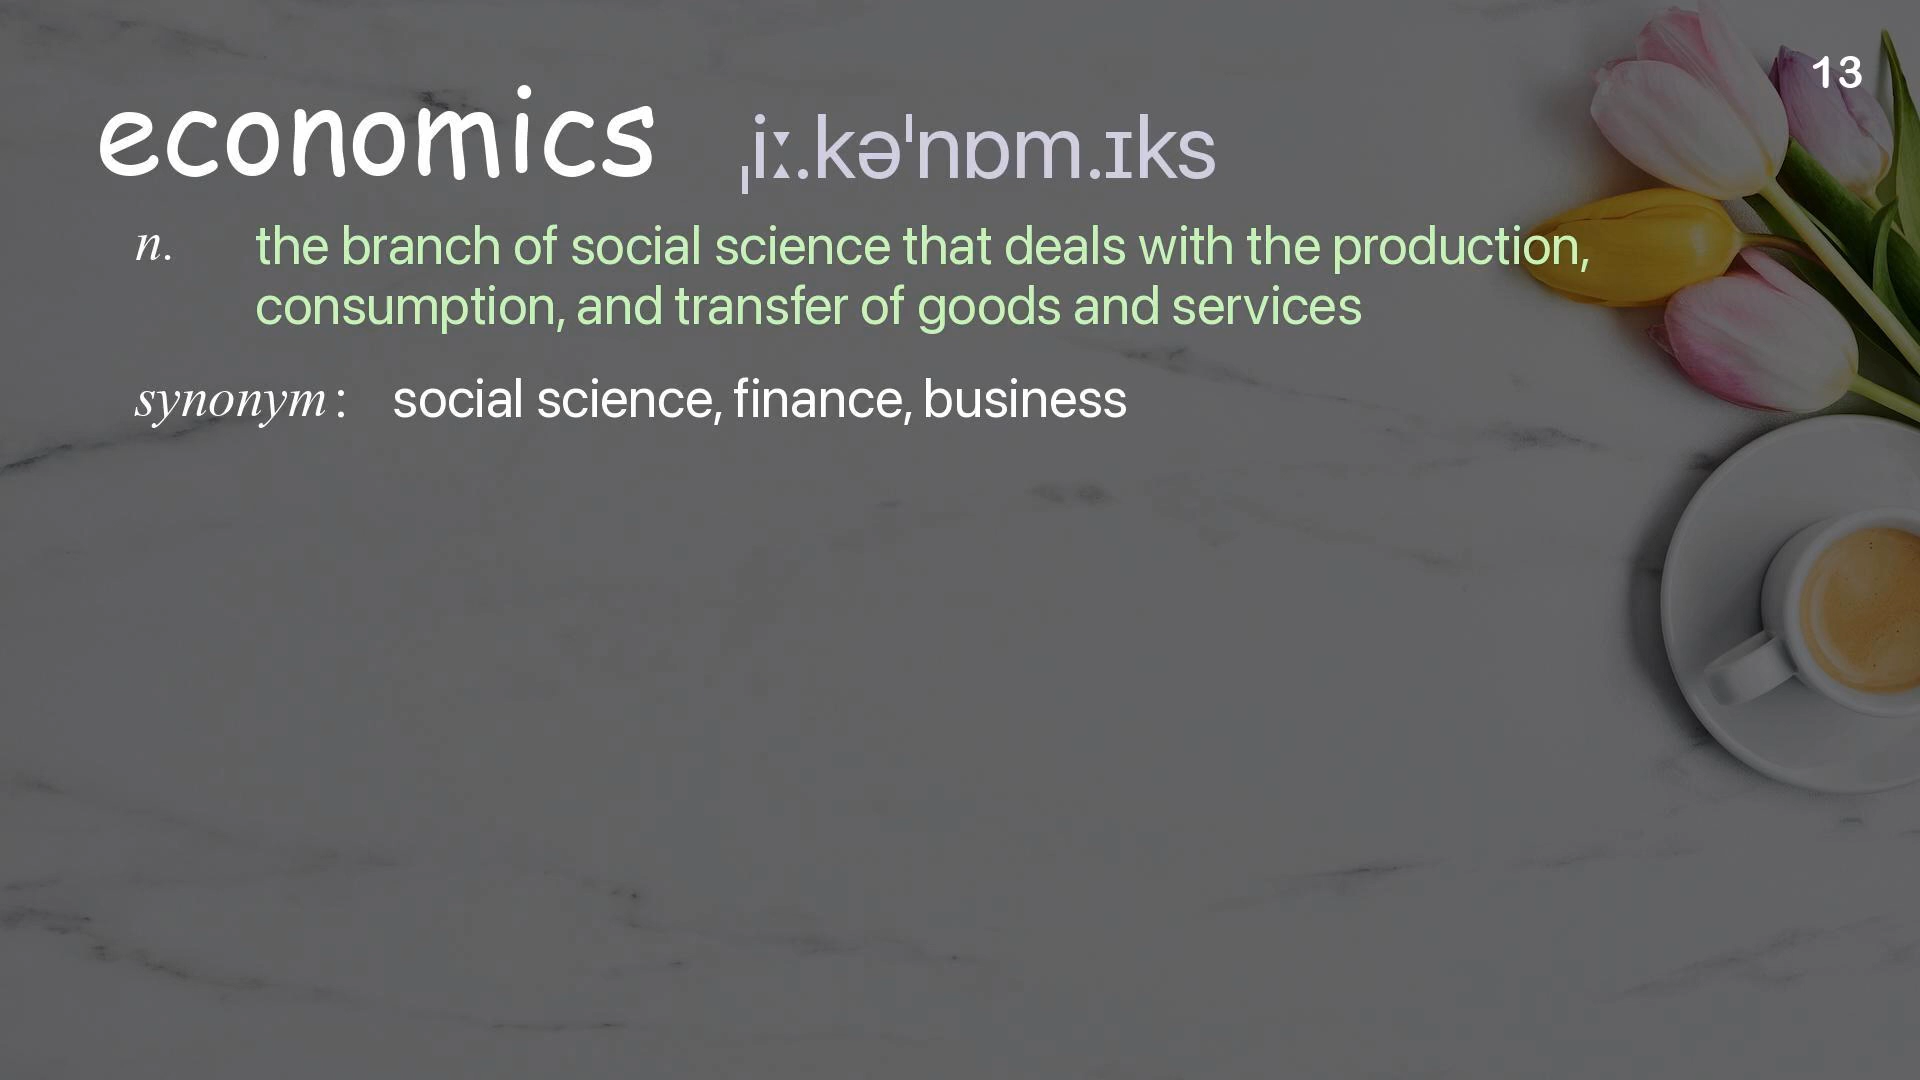 13
economics ˌiː.kəˈnɒm.ɪks
n. the branch of social science that deals with the production,
consumption, and transfer of goods and services
synonym : social science, finance, business